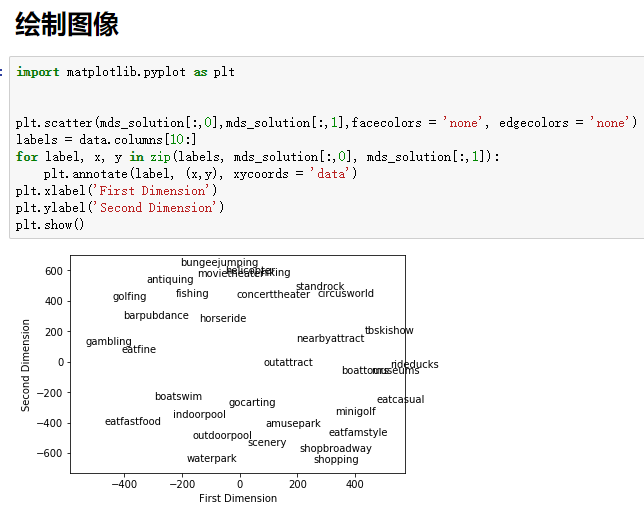 绘制图像
import matplotlib.pyplot as plt
plt.scatter(mds_solution[:,0],mds_solution[:,1],facecolors = 'none', edgecolors = 'none')
labels = data.columns[10:]
for label, x, y in zip(labels, mds_solution[:,0], mds_solution[:,1]):
plt.annotate(label, (x,y), xycoords = 'data')
plt.xlabel('First Dimension')
plt.ylabel('Second Dimension')
plt.show()
bungeejumping
600
movietheater
helicopter
hiking
antiquing
standrock
golfing
fishing
concerttheater
circusworld
400
barpubdance
horseride
200
tbskishow
nearbyattract
gambling
eatfine
0
outattract
rideducks
boattours
museums
Second Dimension
−200
boatswim
gocarting
eatcasual
indoorpool
minigolf
−400
eatfastfood
amusepark
outdoorpool
eatfamstyle
scenery
shopbroadway
−600
waterpark
shopping
−400
−200
0
200
400
First Dimension